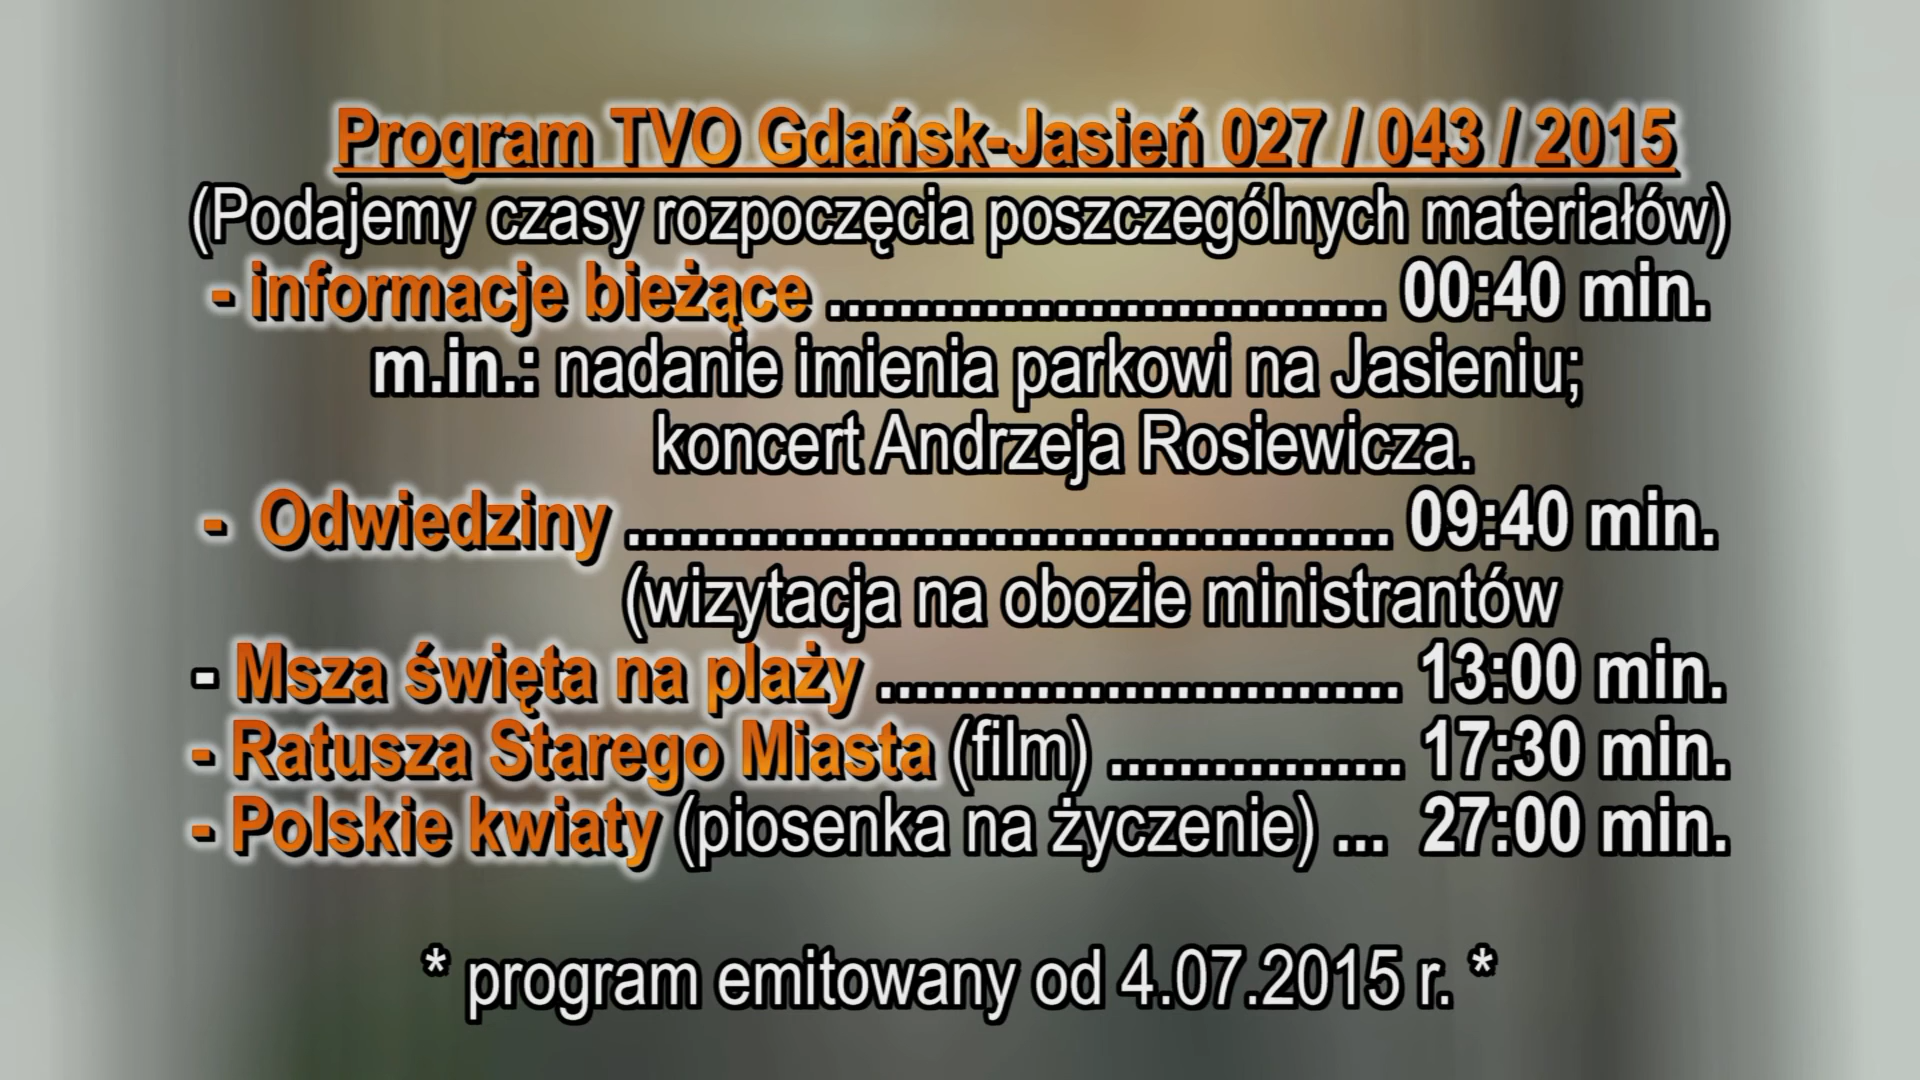 Program TVO Gdańsk-Jasień 027 / 043 / 2015
(Podajemy czasy rozpoczęcia poszczególnych materiałów)
- informacje bieżące ................................ 00:40 min.
m.in.: nadanie imienia parkowi na Jasieniu;
koncert Andrzeja Rosiewicza.
- Odwiedziny ............................................ 09:40 min.
(wizytacja na obozie ministrantów
- Msza święta na plaży .............................. 13:00 min.
- Ratusza Starego Miasta (film) ................. 17:30 min.
- Polskie kwiaty (piosenka na życzenie) ... 27:00 min.
* program emitowany od 4.07.2015 r. *